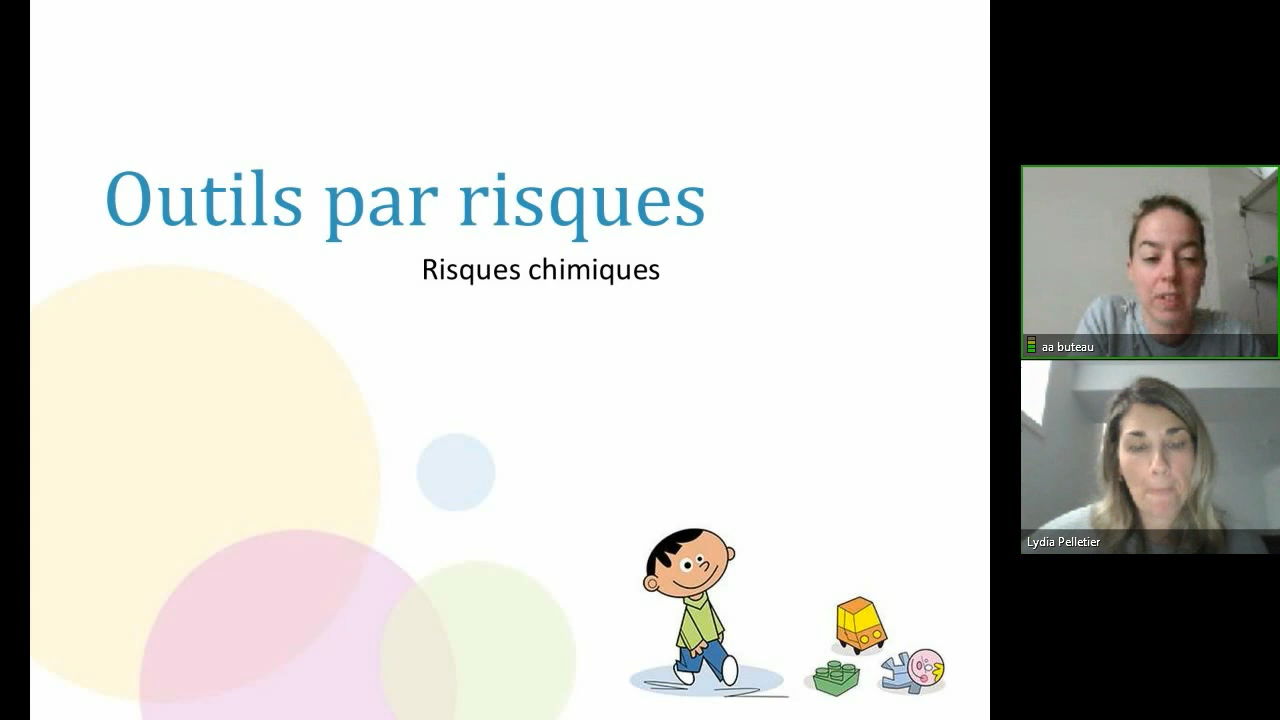 Outils par risques
Risques chimiques
aa buteau
Lydia Pelletier